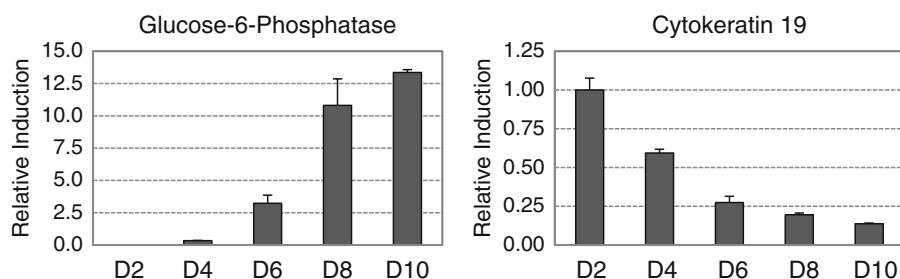 Glucose-6-Phosphatase
Relative Induction
15.0
12.5
10.0
7.5
5.0
2.5
0.0
D2 D4 D6 D8 D10
Cytokeratin 19
Relative Induction
1.25
1.00
0.75
0.50
0.25
0.00
D2 D4 D6 D8 D10